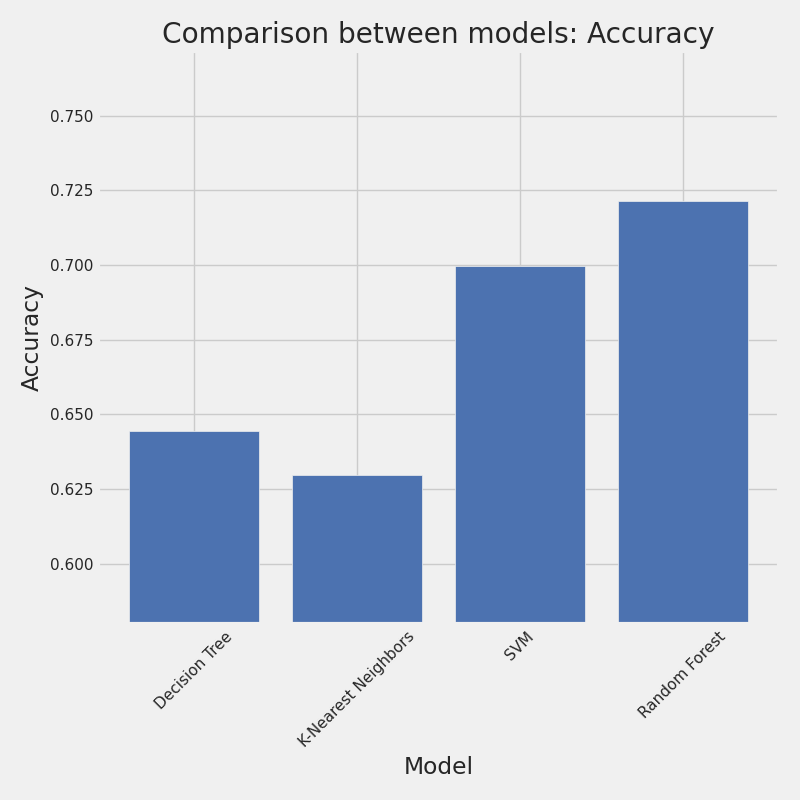 Comparison between models: Accuracy
0.750
0.725
0.700
0.675
0.650
0.625
0.600
Accuracy
Decision Tree
K-Nearest Neighbors
SVM
Random Forest
Model